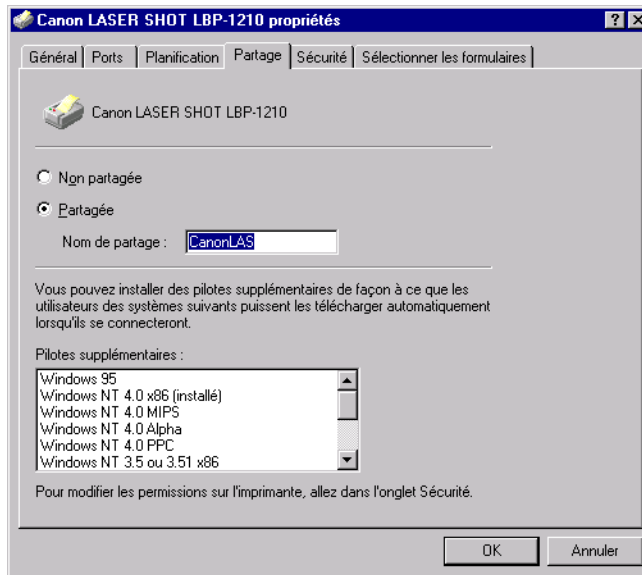 Canon LASER SHOT LBP-1210 propriétés
Général Ports Planification Partage Sécurité Sélectionner les formulaires
Canon LASER SHOT LBP-1210
Non partagée
Partagée
Nom de partage : CanonLAS
Vous pouvez installer des pilotes supplémentaires de façon à ce que les
utilisateurs des systèmes suivants puissent les télécharger automatiquement
lorsqu'ils se connecteront.
Pilotes supplémentaires :
Windows 95
Windows NT 4.0 x86 (installé)
Windows NT 4.0 MIPS
Windows NT 4.0 Alpha
Windows NT 4.0 PPC
Windows NT 3.5 ou 3.51 x86
Pour modifier les permissions sur l'imprimante, allez dans l'onglet Sécurité.
OK Annuler